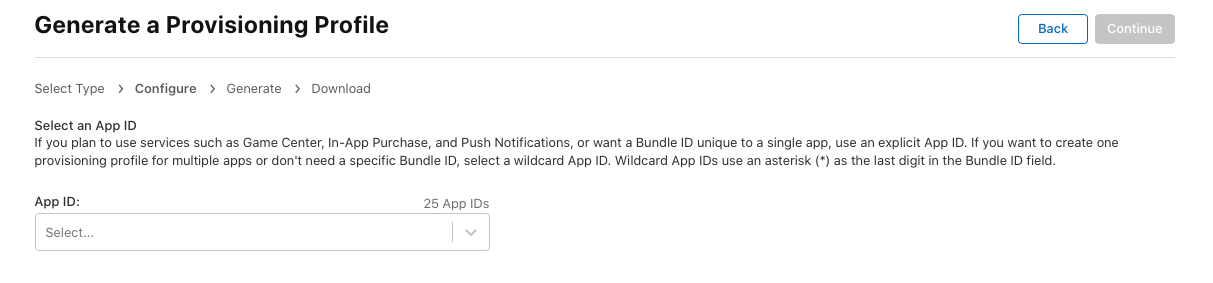 Generate a Provisioning Profile
Back
Continue
Select Type > Configure > Generate > Download
Select an App ID
If you plan to use services such as Game Center, In-App Purchase, and Push Notifications, or want a Bundle ID unique to a single app, use an explicit App ID. If you want to create one
provisioning profile for multiple apps or don't need a specific Bundle ID, select a wildcard App ID. Wildcard App IDs use an asterisk (*) as the last digit in the Bundle ID field.
App ID:
25 App IDs
Select...